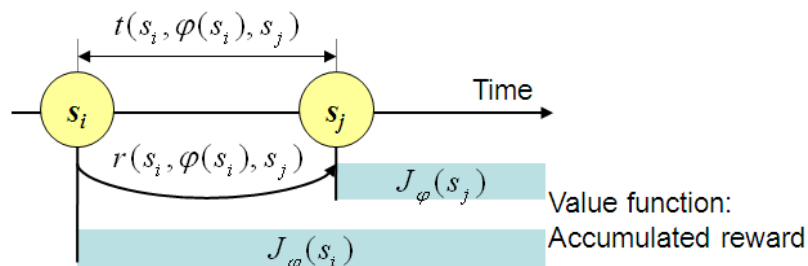 t(s_i, φ(s_i), s_j)
s_i
s_j
Time
r(s_i, φ(s_i), s_j)
J_φ(s_j)
Value function:
Accumulated reward
J_φ(s_i)